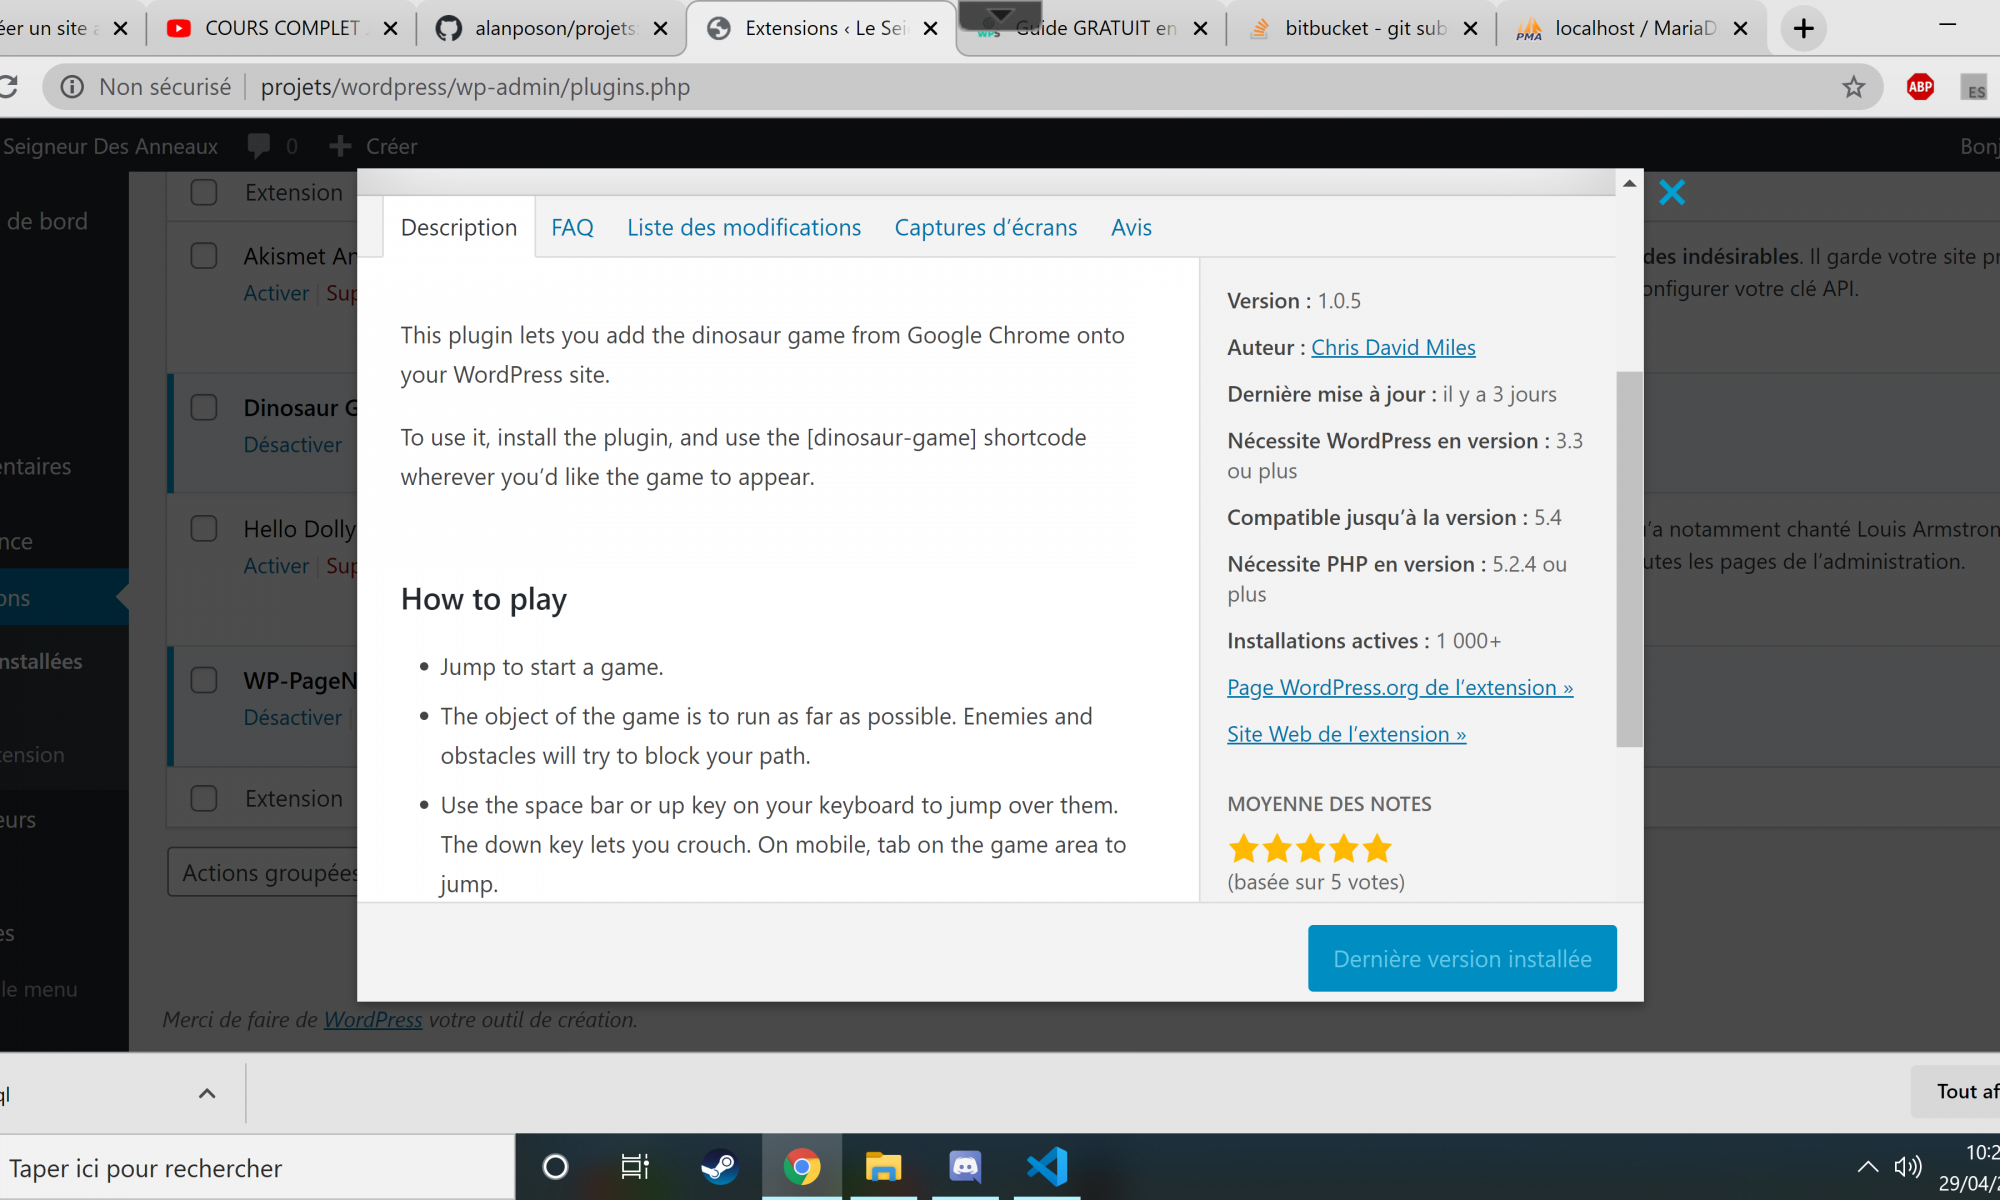 er un site a
COURS COMPLET
alanposon/projets:
Extensions ‹ Le Sei
Guide GRATUIT en
bitbucket - git sub
localhost / MariaD
Non sécurisé
projets/wordpress/wp-admin/plugins.php
ABP
ES
Seigneur Des Anneaux
0
Créer
Bonj
Extension
de bord
Description
FAQ
Liste des modifications
Captures d’écrans
Avis
Akismet An
des indésirables. Il garde votre site pr
Activer | Sup
onfigurer votre clé API.
This plugin lets you add the dinosaur game from Google Chrome onto
your WordPress site.
To use it, install the plugin, and use the [dinosaur-game] shortcode
wherever you’d like the game to appear.
How to play
Jump to start a game.
The object of the game is to run as far as possible. Enemies and
obstacles will try to block your path.
Use the space bar or up key on your keyboard to jump over them.
The down key lets you crouch. On mobile, tab on the game area to
jump.
Version : 1.0.5
Auteur : Chris David Miles
Dernière mise à jour : il y a 3 jours
Nécessite WordPress en version : 3.3
ou plus
Compatible jusqu’à la version : 5.4
Nécessite PHP en version : 5.2.4 ou
plus
Installations actives : 1 000+
Page WordPress.org de l’extension »
Site Web de l’extension »
MOYENNE DES NOTES
(basée sur 5 votes)
Dernière version installée
Dinosaur G
Désactiver
entaires
Hello Dolly
’a notamment chanté Louis Armstron
nce
Activer | Sup
utes les pages de l’administration.
ons
nstallées
WP-PageN
Désactiver
tension
Extension
eurs
Actions groupées
es
le menu
Merci de faire de WordPress votre outil de création.
ql
Tout af
Taper ici pour rechercher
10:2
29/04/2